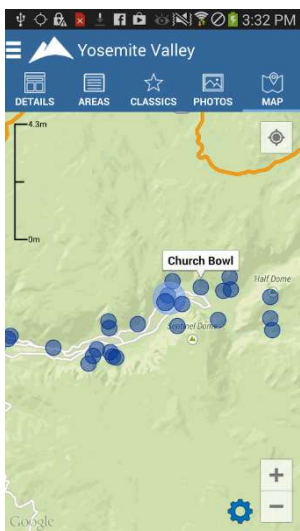 3:32 PM
Yosemite Valley
DETAILS AREAS CLASSICS PHOTOS MAP
4.3m
0m
Church Bowl
Half Dome
Sentinel Dome
Google